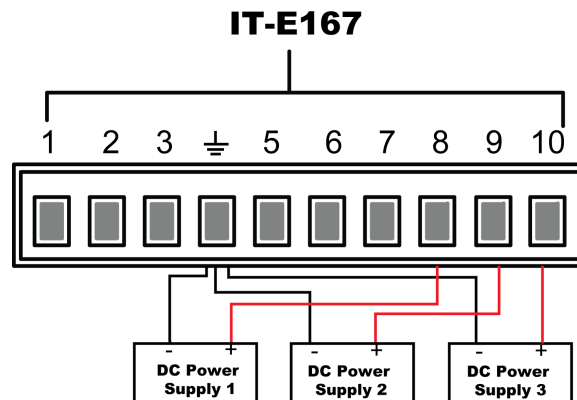 IT-E167
1 2 3 5 6 7 8 9 10
- + - + - +
DC Power DC Power DC Power
Supply 1 Supply 2 Supply 3